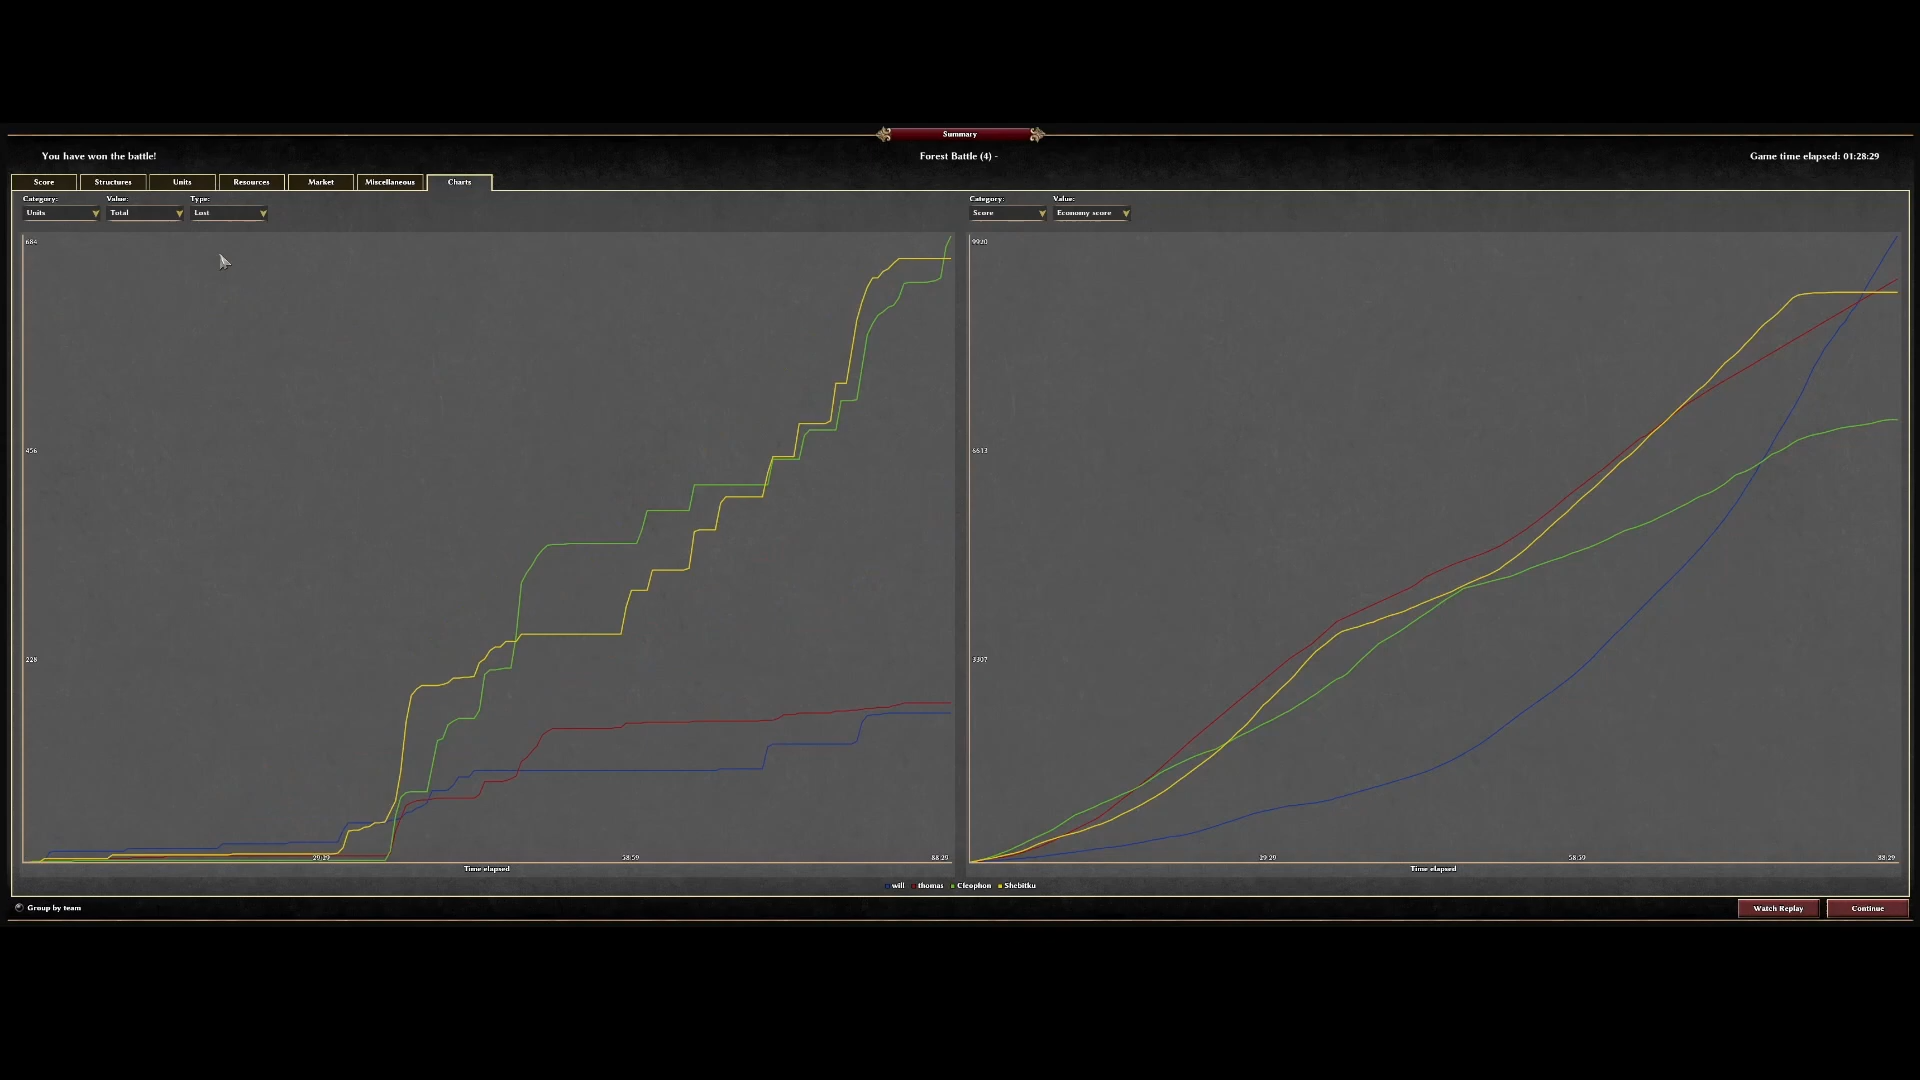 Summary
You have won the battle!
Forest Battle (4) -
Game time elapsed: 01:28:29
Score
Structures
Units
Resources
Market
Miscellaneous
Charts
Category:
Value:
Type:
Units
Total
Lost
Category:
Value:
Score
Economy score
684
456
228
29:29
58:59
88:29
Time elapsed
9920
6613
3307
29:29
58:59
88:29
Time elapsed
will thomas Cleophon Shebitku
Group by team
Watch Replay
Continue